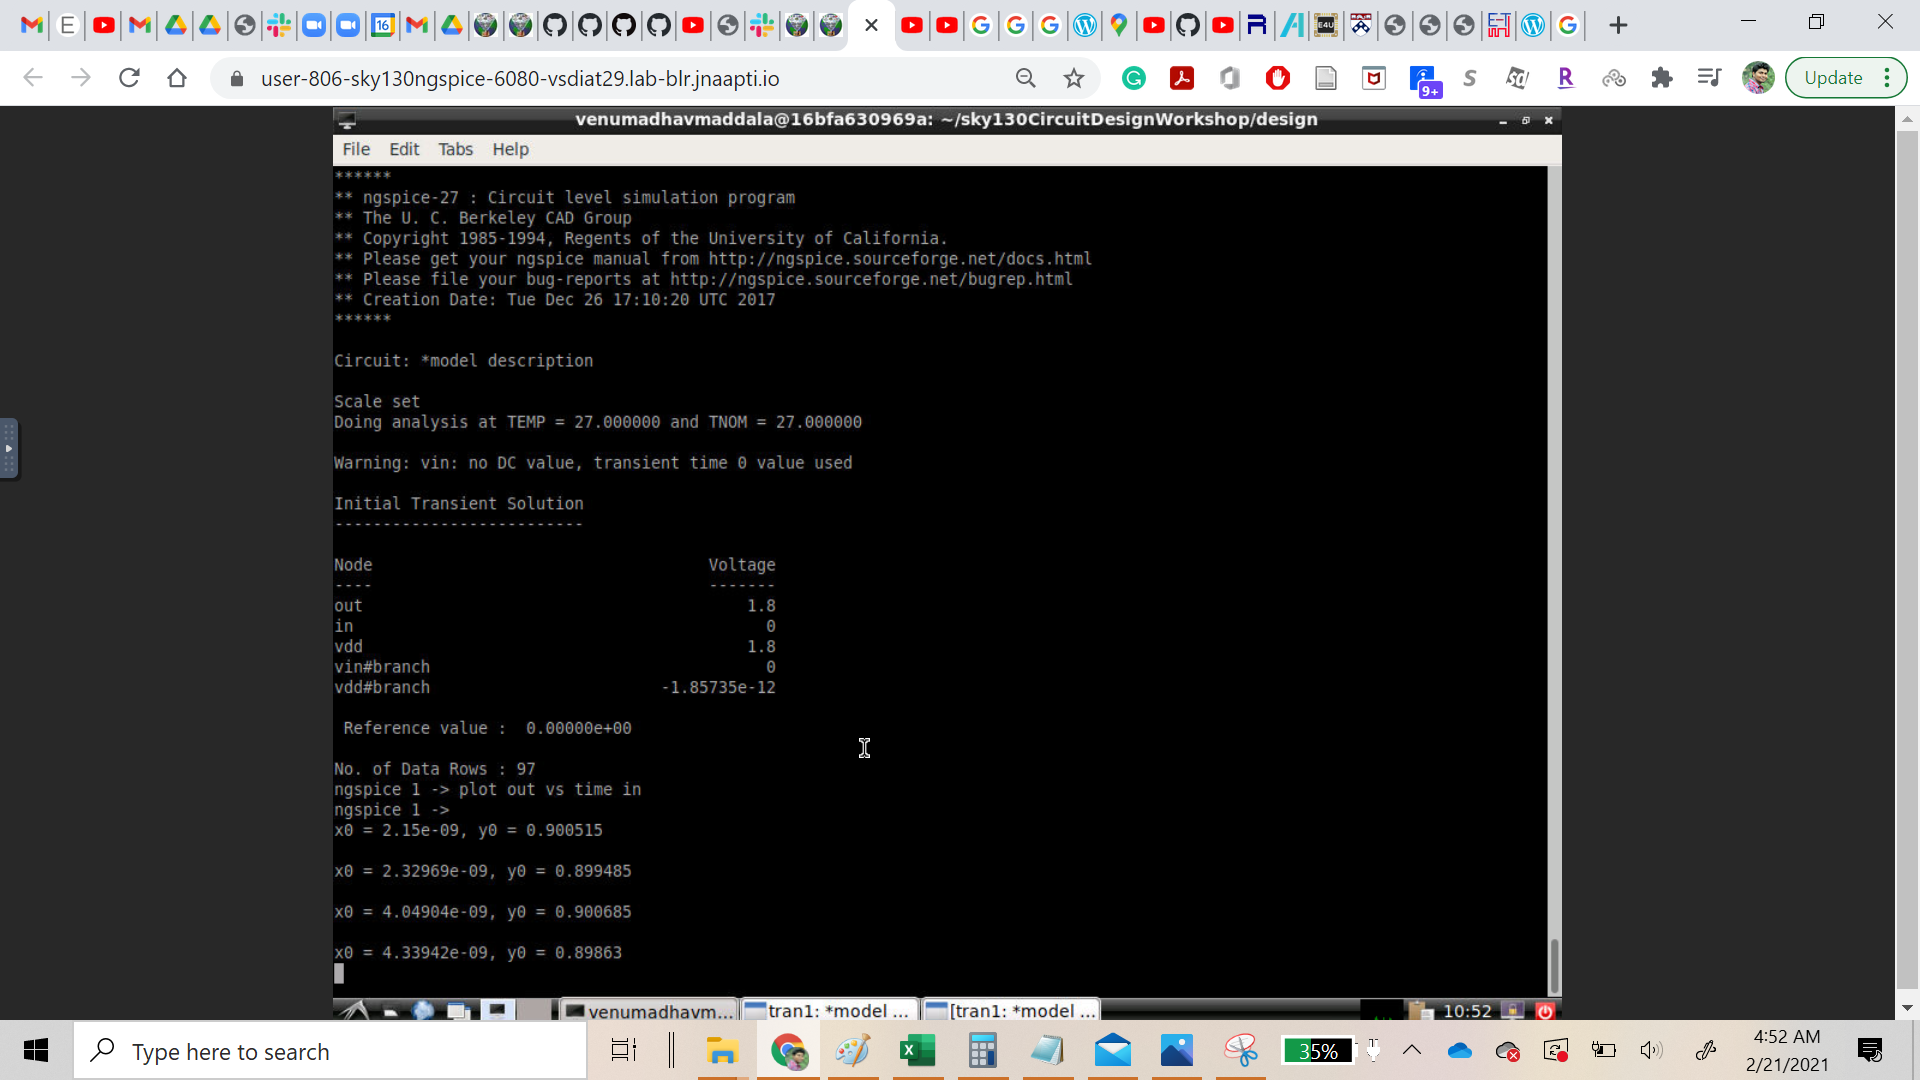 user-806-sky130ngspice-6080-vsdiat29.lab-blr.jnaapti.io
9+
Update
venumadhavmaddala@16bfa630969a: ~/sky130CircuitDesignWorkshop/design
File Edit Tabs Help
******
** ngspice-27 : Circuit level simulation program
** The U. C. Berkeley CAD Group
** Copyright 1985-1994, Regents of the University of California.
** Please get your ngspice manual from http://ngspice.sourceforge.net/docs.html
** Please file your bug-reports at http://ngspice.sourceforge.net/bugrep.html
** Creation Date: Tue Dec 26 17:10:20 UTC 2017
******
Circuit: *model description
Scale set
Doing analysis at TEMP = 27.000000 and TNOM = 27.000000
Warning: vin: no DC value, transient time 0 value used
Initial Transient Solution
--------------------------
Node Voltage
---- -------
out 1.8
in 0
vdd 1.8
vin#branch 0
vdd#branch -1.85735e-12
Reference value : 0.00000e+00
No. of Data Rows : 97
ngspice 1 -> plot out vs time in
ngspice 1 ->
x0 = 2.15e-09, y0 = 0.900515
x0 = 2.32969e-09, y0 = 0.899485
x0 = 4.04904e-09, y0 = 0.900685
x0 = 4.33942e-09, y0 = 0.89863
venumadhavm... tran1: *model ... [tran1: *model ... 10:52
Type here to search
35%
4:52 AM
2/21/2021